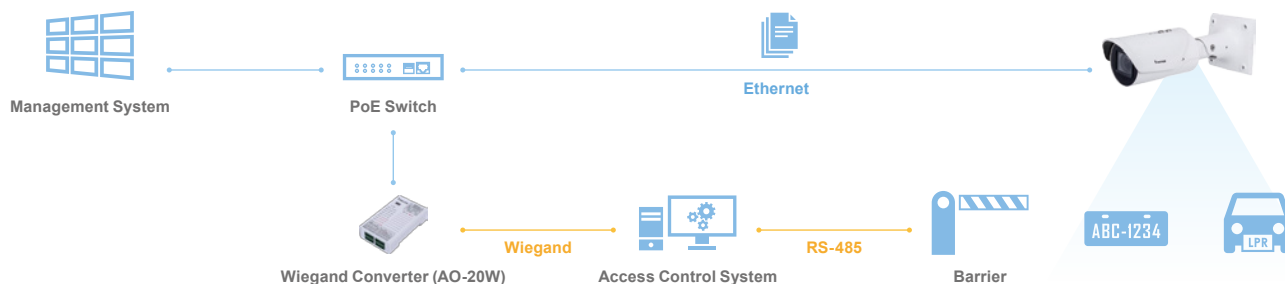 Ethernet
Management System
PoE Switch
ABC-1234
LPR
Wiegand
RS-485
Wiegand Converter (AO-20W)
Access Control System
Barrier